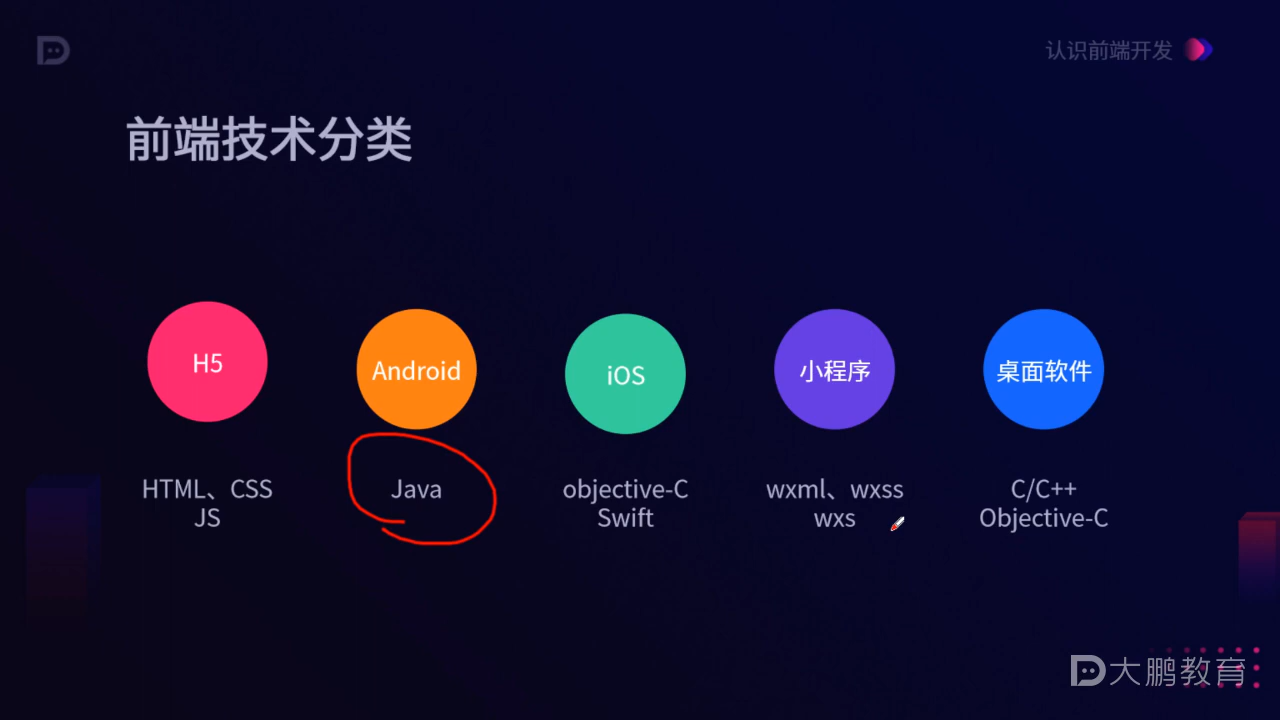 认识前端开发
前端技术分类
H5
Android
iOS
小程序
桌面软件
HTML、CSS
JS
Java
objective-C
Swift
wxml、wxss
wxs
C/C++
Objective-C
大鹏教育